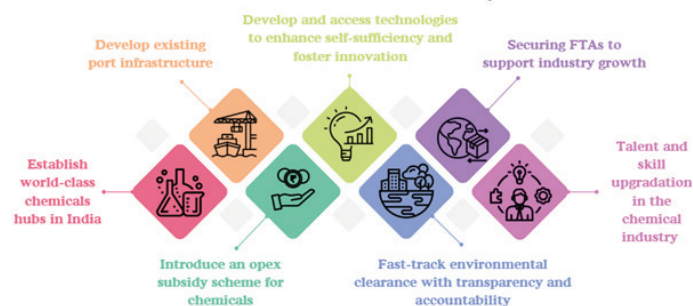 Develop and access technologies
to enhance self-sufficiency and
foster innovation
Develop existing
port infrastructure
Securing FTAs to
support industry growth
Establish
world-class
chemicals
hubs in India
Talent and
skill
upgradation
in the
chemical
industry
Introduce an opex
subsidy scheme for
chemicals
Fast-track environmental
clearance with transparency and
accountability